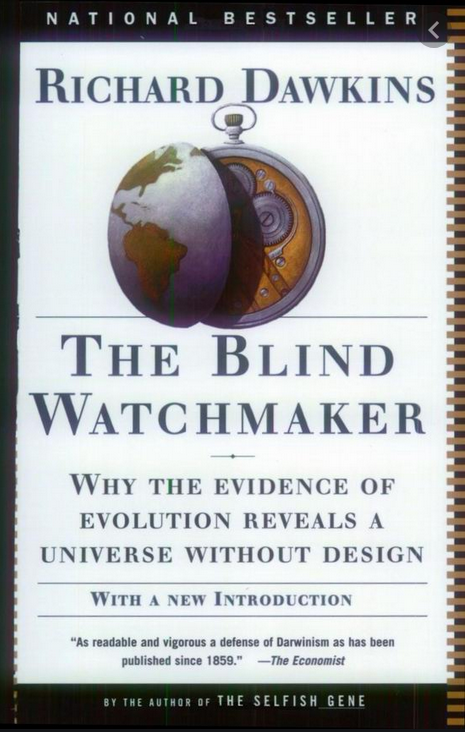 NATIONAL BESTSELLER
RICHARD DAWKINS
THE BLIND
WATCHMAKER
WHY THE EVIDENCE OF
EVOLUTION REVEALS A
UNIVERSE WITHOUT DESIGN
WITH A NEW INTRODUCTION
“As readable and vigorous a defense of Darwinism as has been
published since 1859.” —The Economist
BY THE AUTHOR OF THE SELFISH GENE